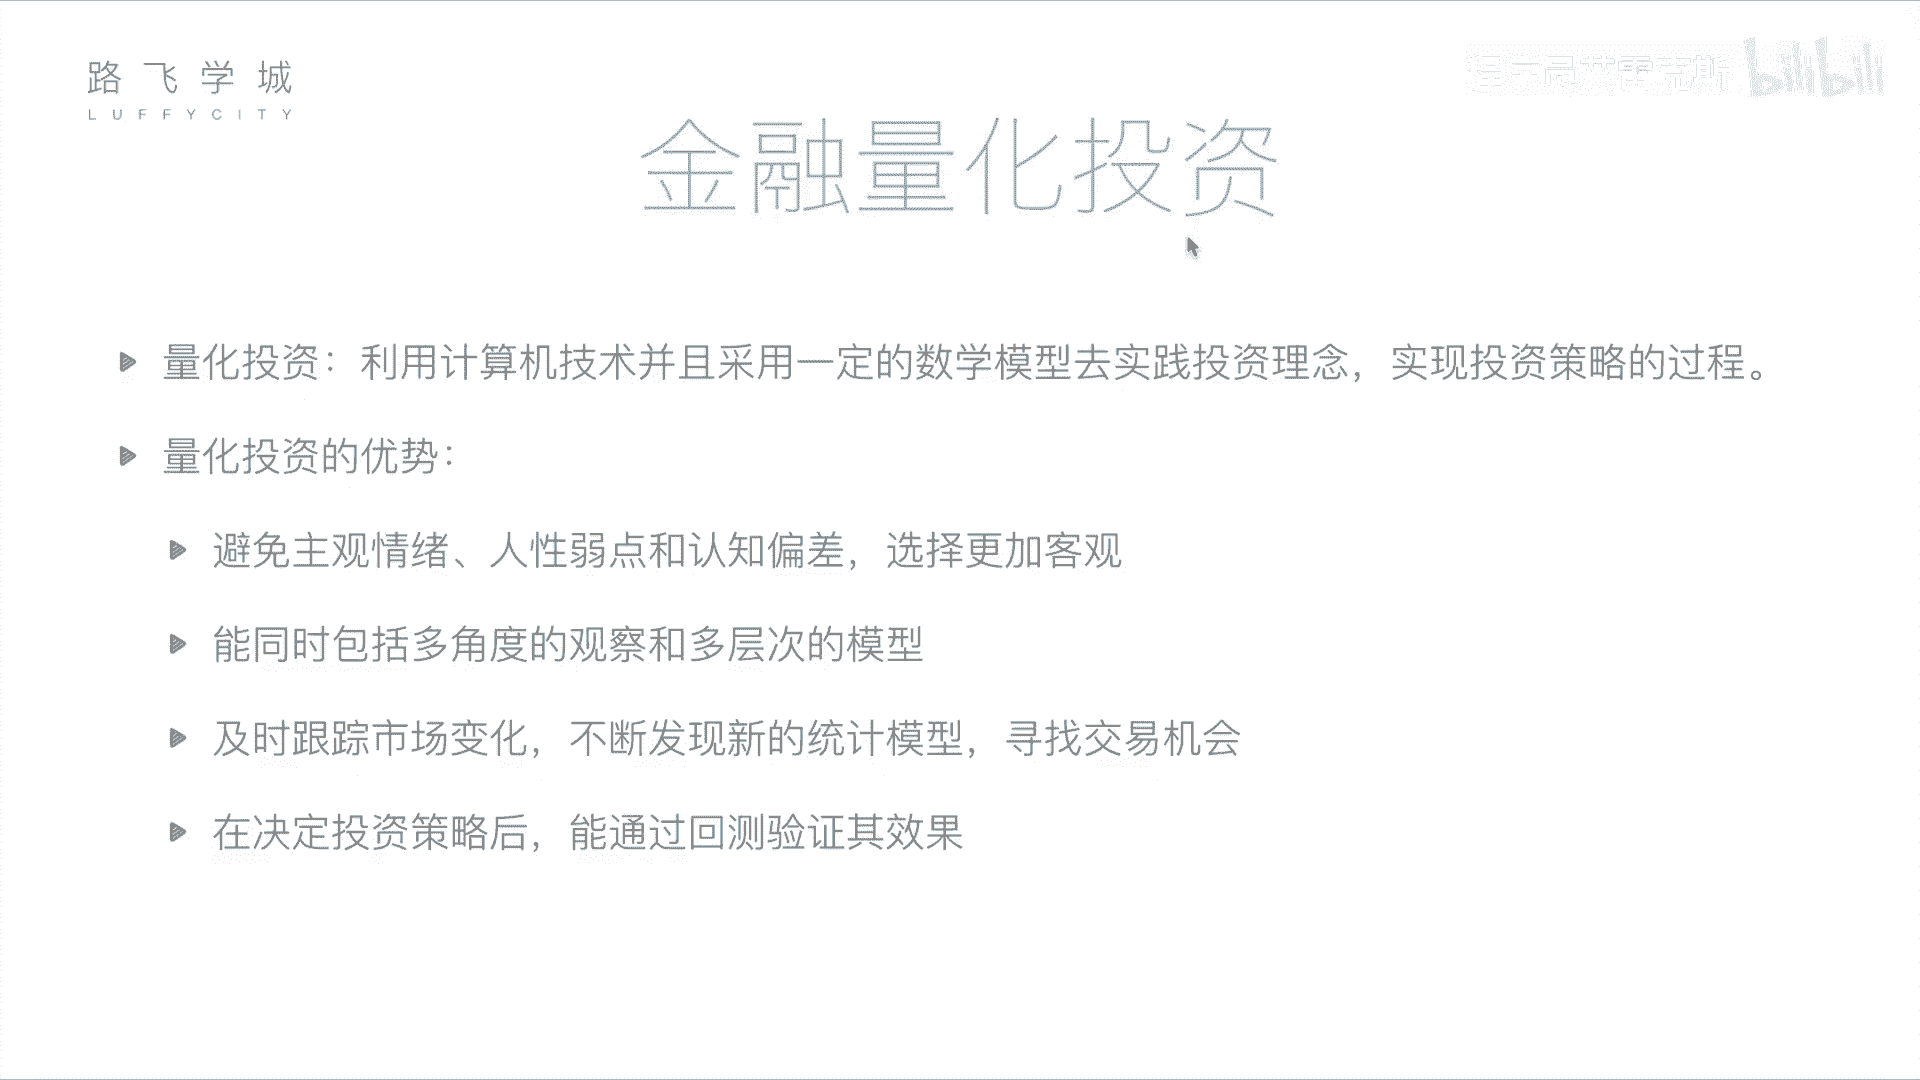 路飞学城
LUFFYCITY
程序员艾雷克斯 bilibili
金融量化投资
量化投资：利用计算机技术并且采用一定的数学模型去实践投资理念，实现投资策略的过程。
量化投资的优势：
避免主观情绪、人性弱点和认知偏差，选择更加客观
能同时包括多角度的观察和多层次的模型
及时跟踪市场变化，不断发现新的统计模型，寻找交易机会
在决定投资策略后，能通过回测验证其效果